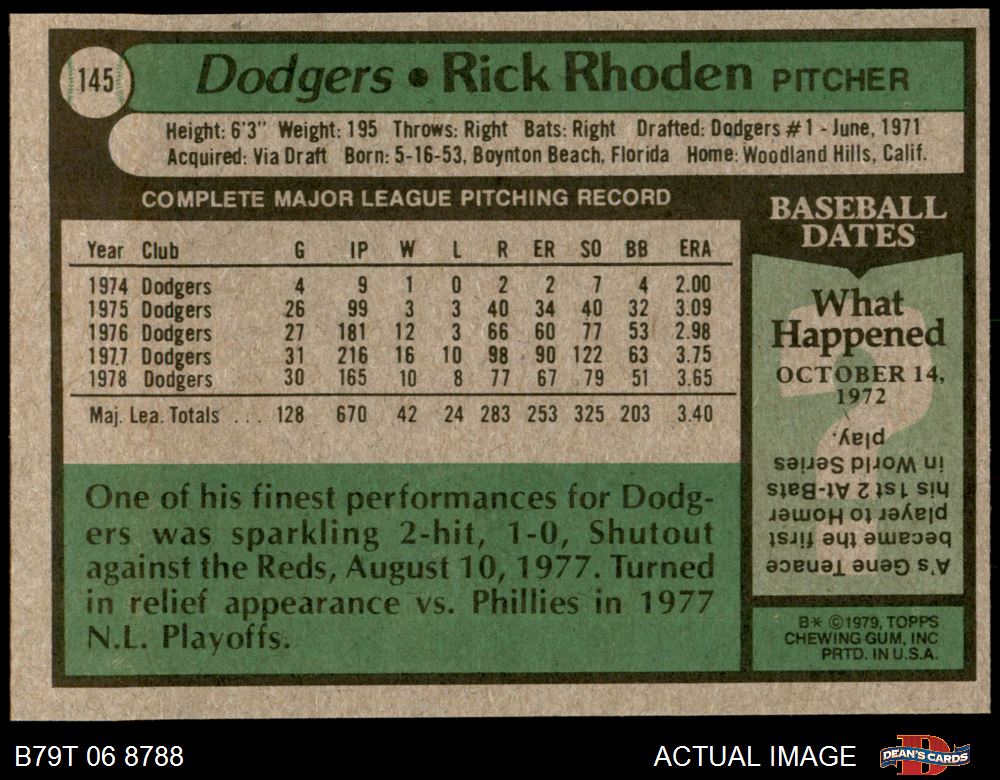 145
Dodgers • Rick Rhoden PITCHER
Height: 6'3" Weight: 195 Throws: Right Bats: Right Drafted: Dodgers #1 - June, 1971
Acquired: Via Draft Born: 5-16-53, Boynton Beach, Florida Home: Woodland Hills, Calif.
COMPLETE MAJOR LEAGUE PITCHING RECORD
Year Club G IP W L R ER SO BB ERA
1974 Dodgers 4 9 1 0 2 2 7 4 2.00
1975 Dodgers 26 99 3 3 40 34 40 32 3.09
1976 Dodgers 27 181 12 3 66 60 77 53 2.98
1977 Dodgers 31 216 16 10 98 90 122 63 3.75
1978 Dodgers 30 165 10 8 77 67 79 51 3.65
Maj. Lea. Totals . . . 128 670 42 24 283 253 325 203 3.40
One of his finest performances for Dodg-
ers was sparkling 2-hit, 1-0, Shutout
against the Reds, August 10, 1977. Turned
in relief appearance vs. Phillies in 1977
N.L. Playoffs.
BASEBALL
DATES
What
Happened
OCTOBER 14,
1972
A's Gene Tenace
became the first
player to Homer
his 1st 2 At-Bats
in World Series
play.
B* ©1979, TOPPS
CHEWING GUM, INC
PRTD. IN U.S.A.
B79T 06 8788
ACTUAL IMAGE
D
DEAN'S CARDS